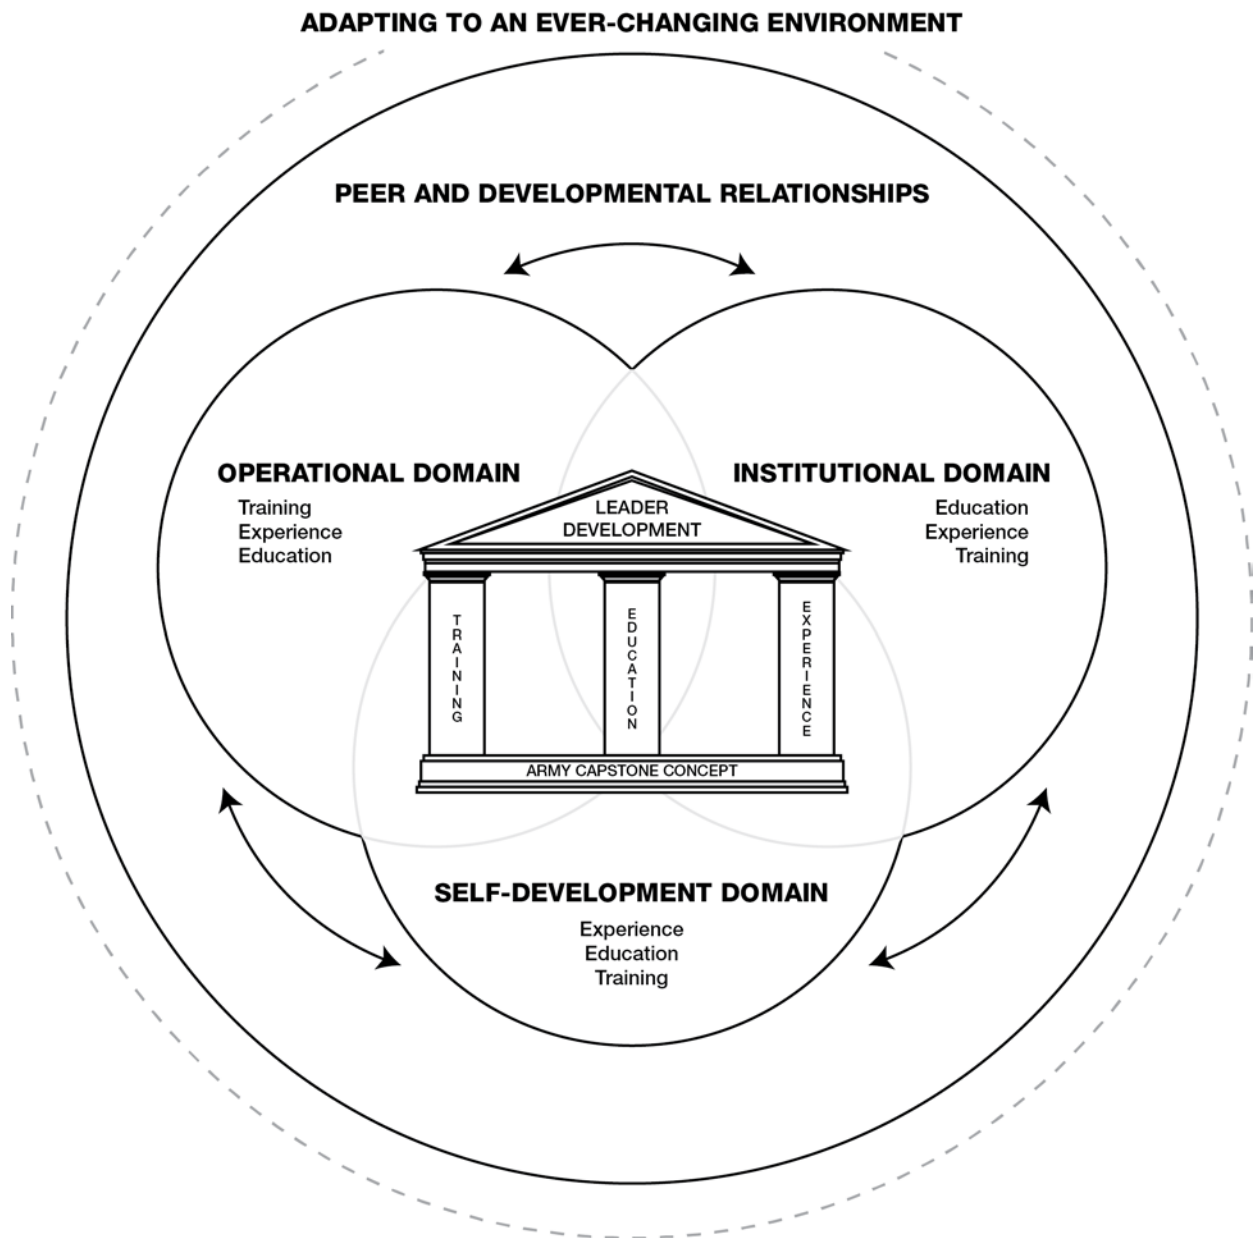 ADAPTING TO AN EVER-CHANGING ENVIRONMENT
PEER AND DEVELOPMENTAL RELATIONSHIPS
OPERATIONAL DOMAIN
Training
Experience
Education
INSTITUTIONAL DOMAIN
Education
Experience
Training
LEADER
DEVELOPMENT
TRAINING
EDUCATION
EXPERIENCE
ARMY CAPSTONE CONCEPT
SELF-DEVELOPMENT DOMAIN
Experience
Education
Training